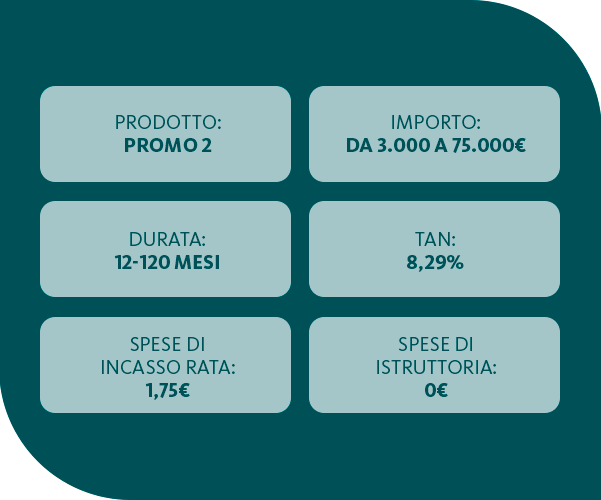 PRODOTTO:
PROMO 2
IMPORTO:
DA 3.000 A 75.000€
DURATA:
12-120 MESI
TAN:
8,29%
SPESE DI
INCASSO RATA:
1,75€
SPESE DI
ISTRUTTORIA:
0€